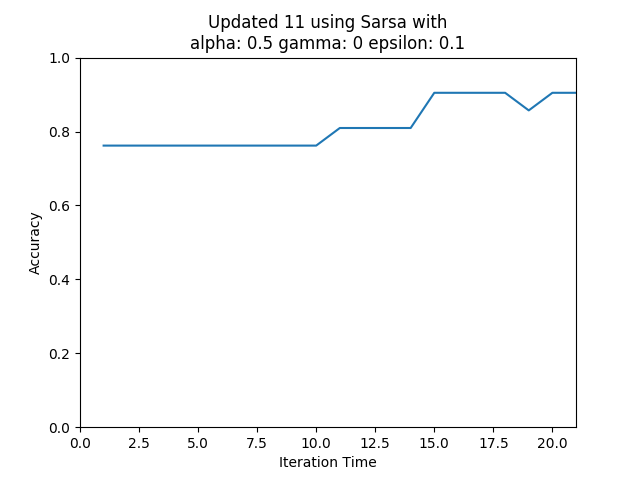 Updated 11 using Sarsa with
alpha: 0.5 gamma: 0 epsilon: 0.1
1.0
0.8
0.6
0.4
0.2
0.0
Accuracy
0.0 2.5 5.0 7.5 10.0 12.5 15.0 17.5 20.0
Iteration Time